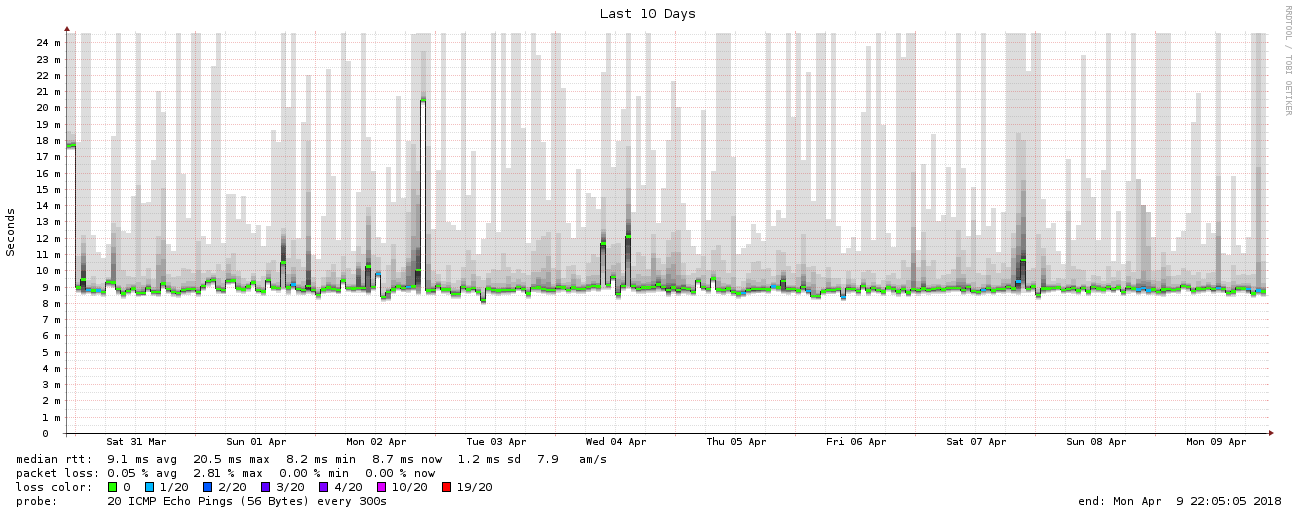 Last 10 Days
RRDTOOL / TOBI OETIKER
Seconds
24 m
23 m
22 m
21 m
20 m
19 m
18 m
17 m
16 m
15 m
14 m
13 m
12 m
11 m
10 m
9 m
8 m
7 m
6 m
5 m
4 m
3 m
2 m
1 m
0
Sat 31 Mar Sun 01 Apr Mon 02 Apr Tue 03 Apr Wed 04 Apr Thu 05 Apr Fri 06 Apr Sat 07 Apr Sun 08 Apr Mon 09 Apr
median rtt: 9.1 ms avg 20.5 ms max 8.2 ms min 8.7 ms now 1.2 ms sd 7.9 am/s
packet loss: 0.05 % avg 2.81 % max 0.00 % min 0.00 % now
loss color: 0 1/20 2/20 3/20 4/20 10/20 19/20
probe: 20 ICMP Echo Pings (56 Bytes) every 300s
end: Mon Apr 9 22:05:05 2018